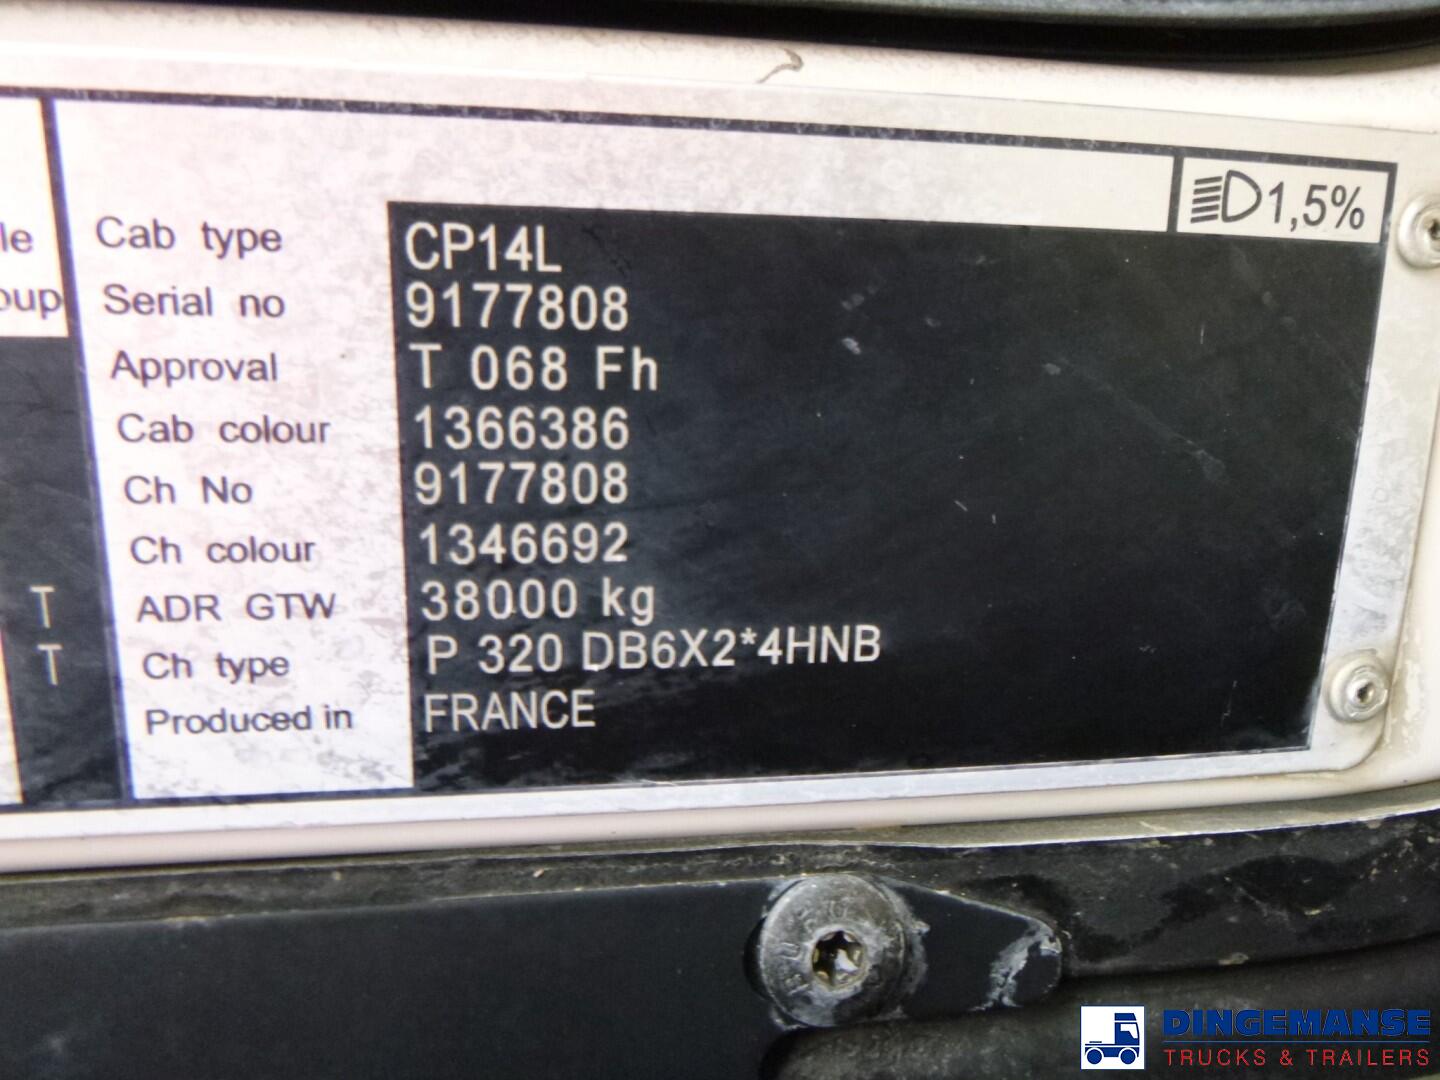 le
oup
T
T
1,5%
Cab type CP14L
Serial no 9177808
Approval T 068 Fh
Cab colour 1366386
Ch No 9177808
Ch colour 1346692
ADR GTW 38000 kg
Ch type P 320 DB6X2*4HNB
Produced in FRANCE
DINGEMANSE
TRUCKS & TRAILERS